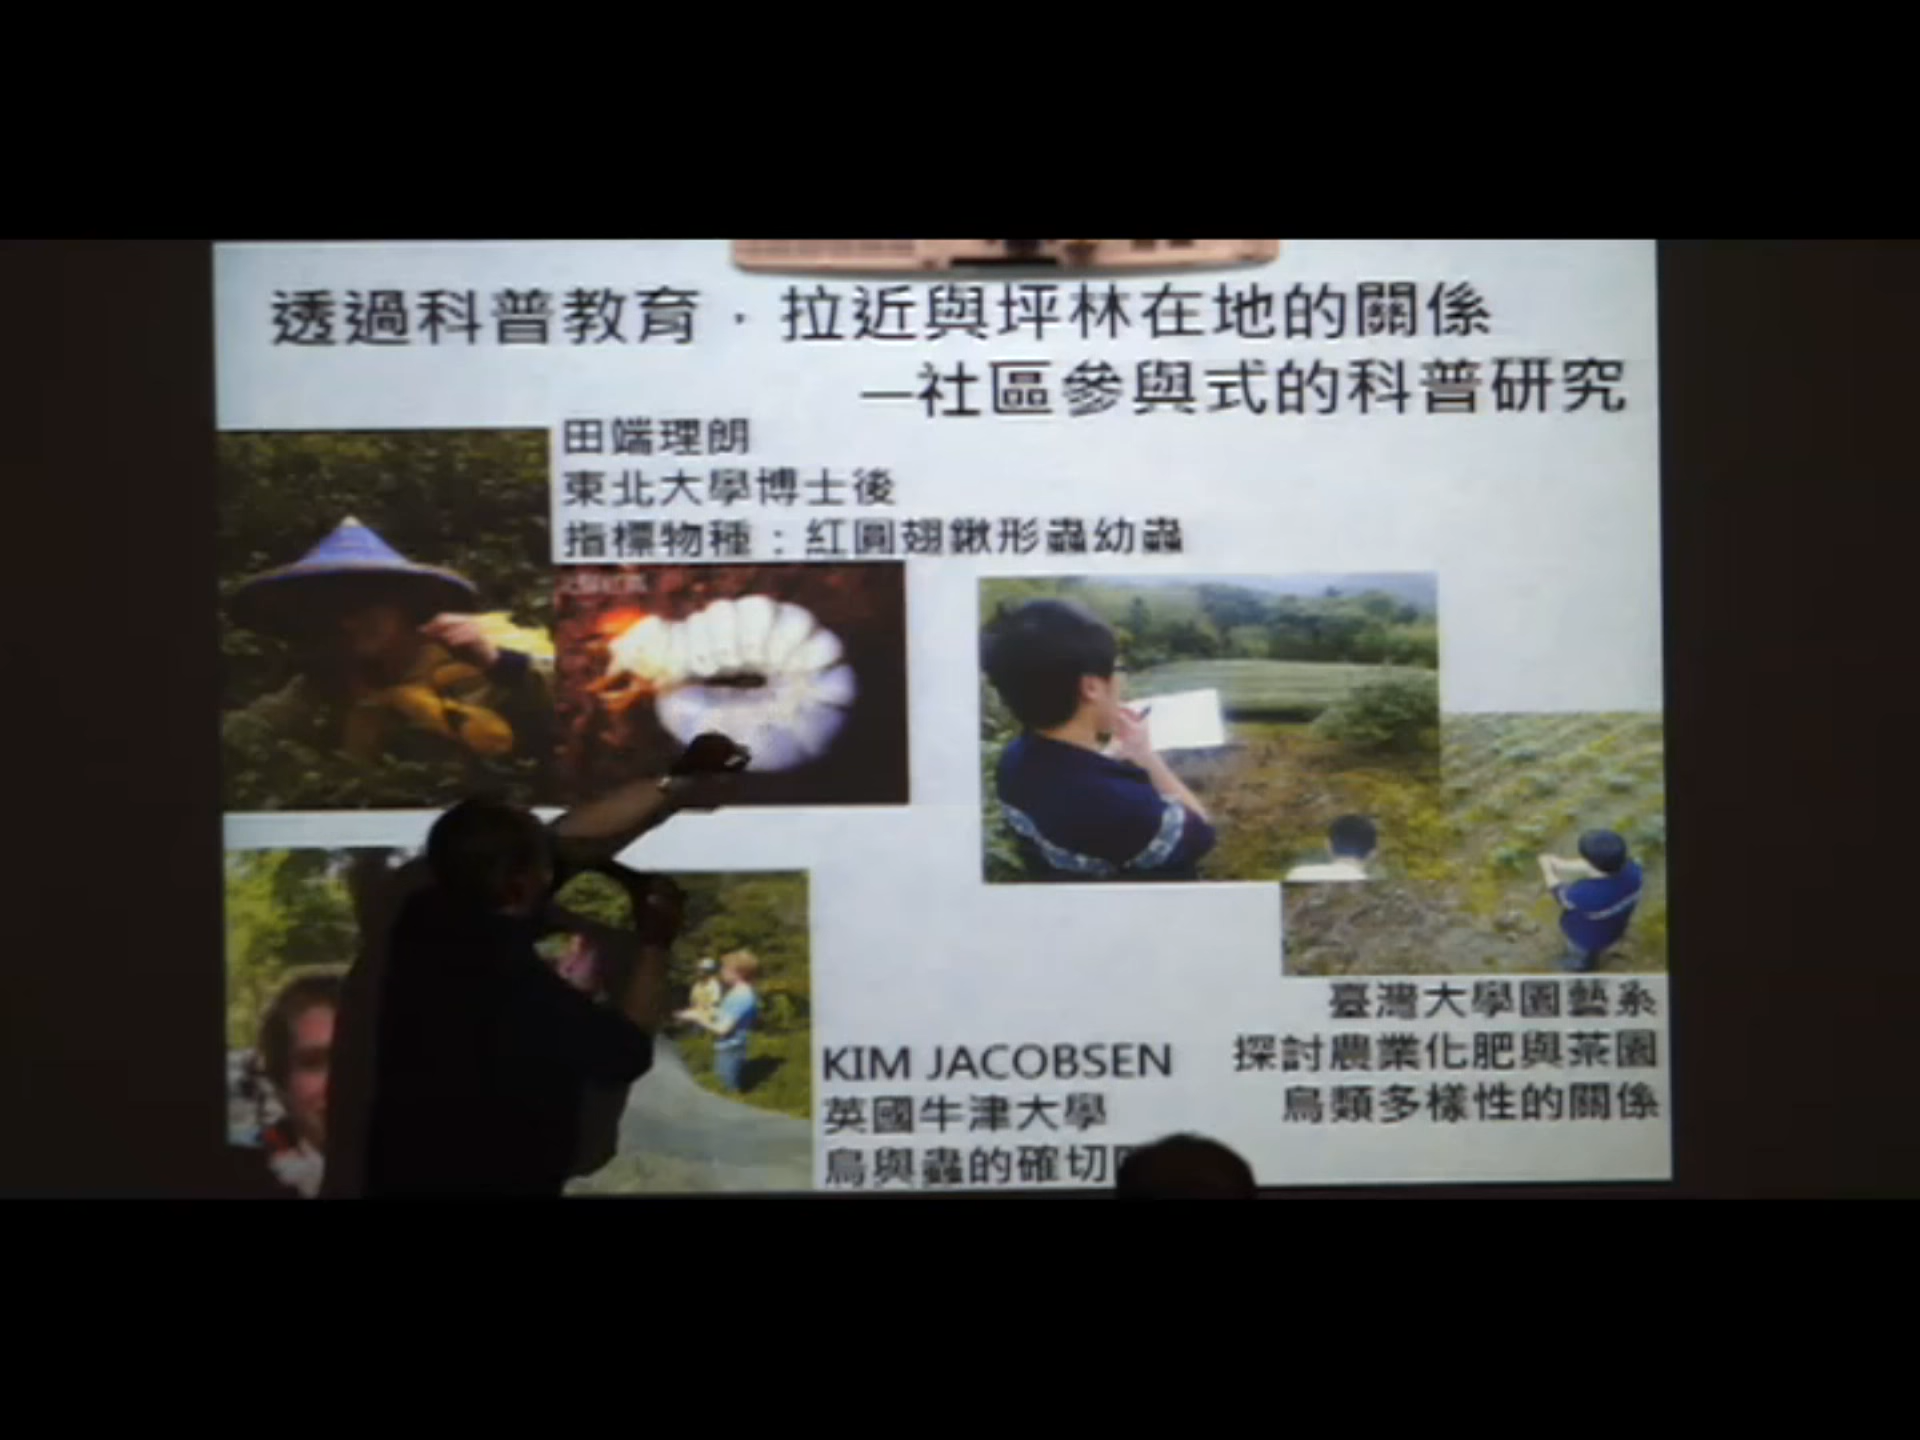 透過科普教育．拉近與坪林在地的關係
—社區參與式的科普研究
田端理朗
東北大學博士後
指標物種：紅圓翅鍬形蟲幼蟲
KIM JACOBSEN
英國牛津大學
鳥與蟲的確切
臺灣大學園藝系
探討農業化肥與茶園
鳥類多樣性的關係